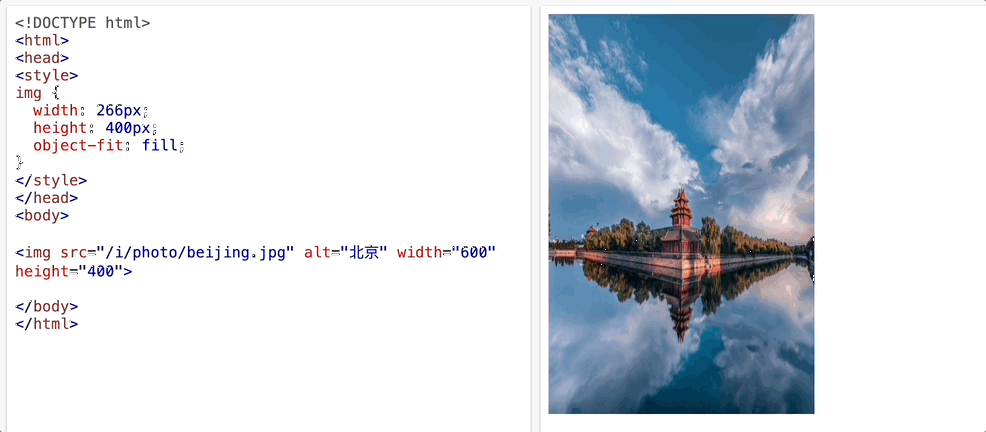 <!DOCTYPE html>
<html>
<head>
<style>
img {
  width: 266px;
  height: 400px;
  object-fit: fill;
}
</style>
</head>
<body>
<img src="/i/photo/beijing.jpg" alt="北京" width="600"
height="400">
</body>
</html>